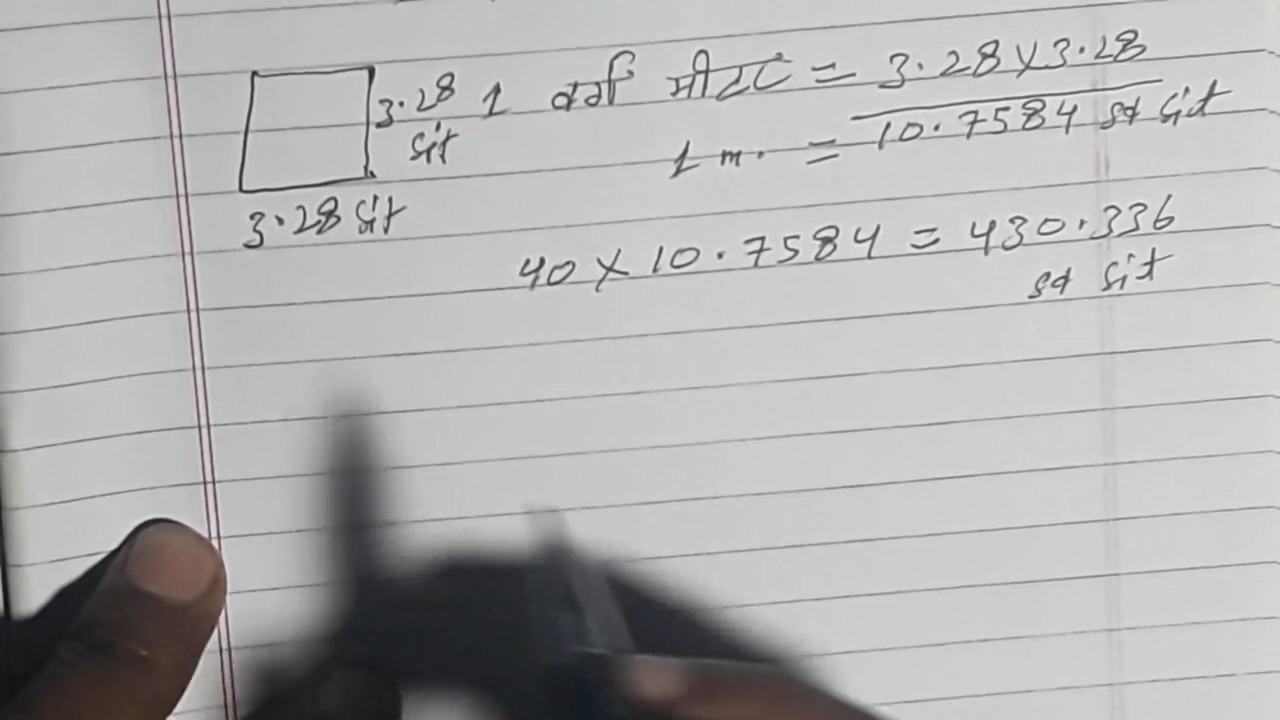 3.28 1 वर्ग मीटर = 3.28×3.28
fit
1 m. = 10.7584 sq fit
3.28 fit
40 × 10.7584 = 430.336
sq fit